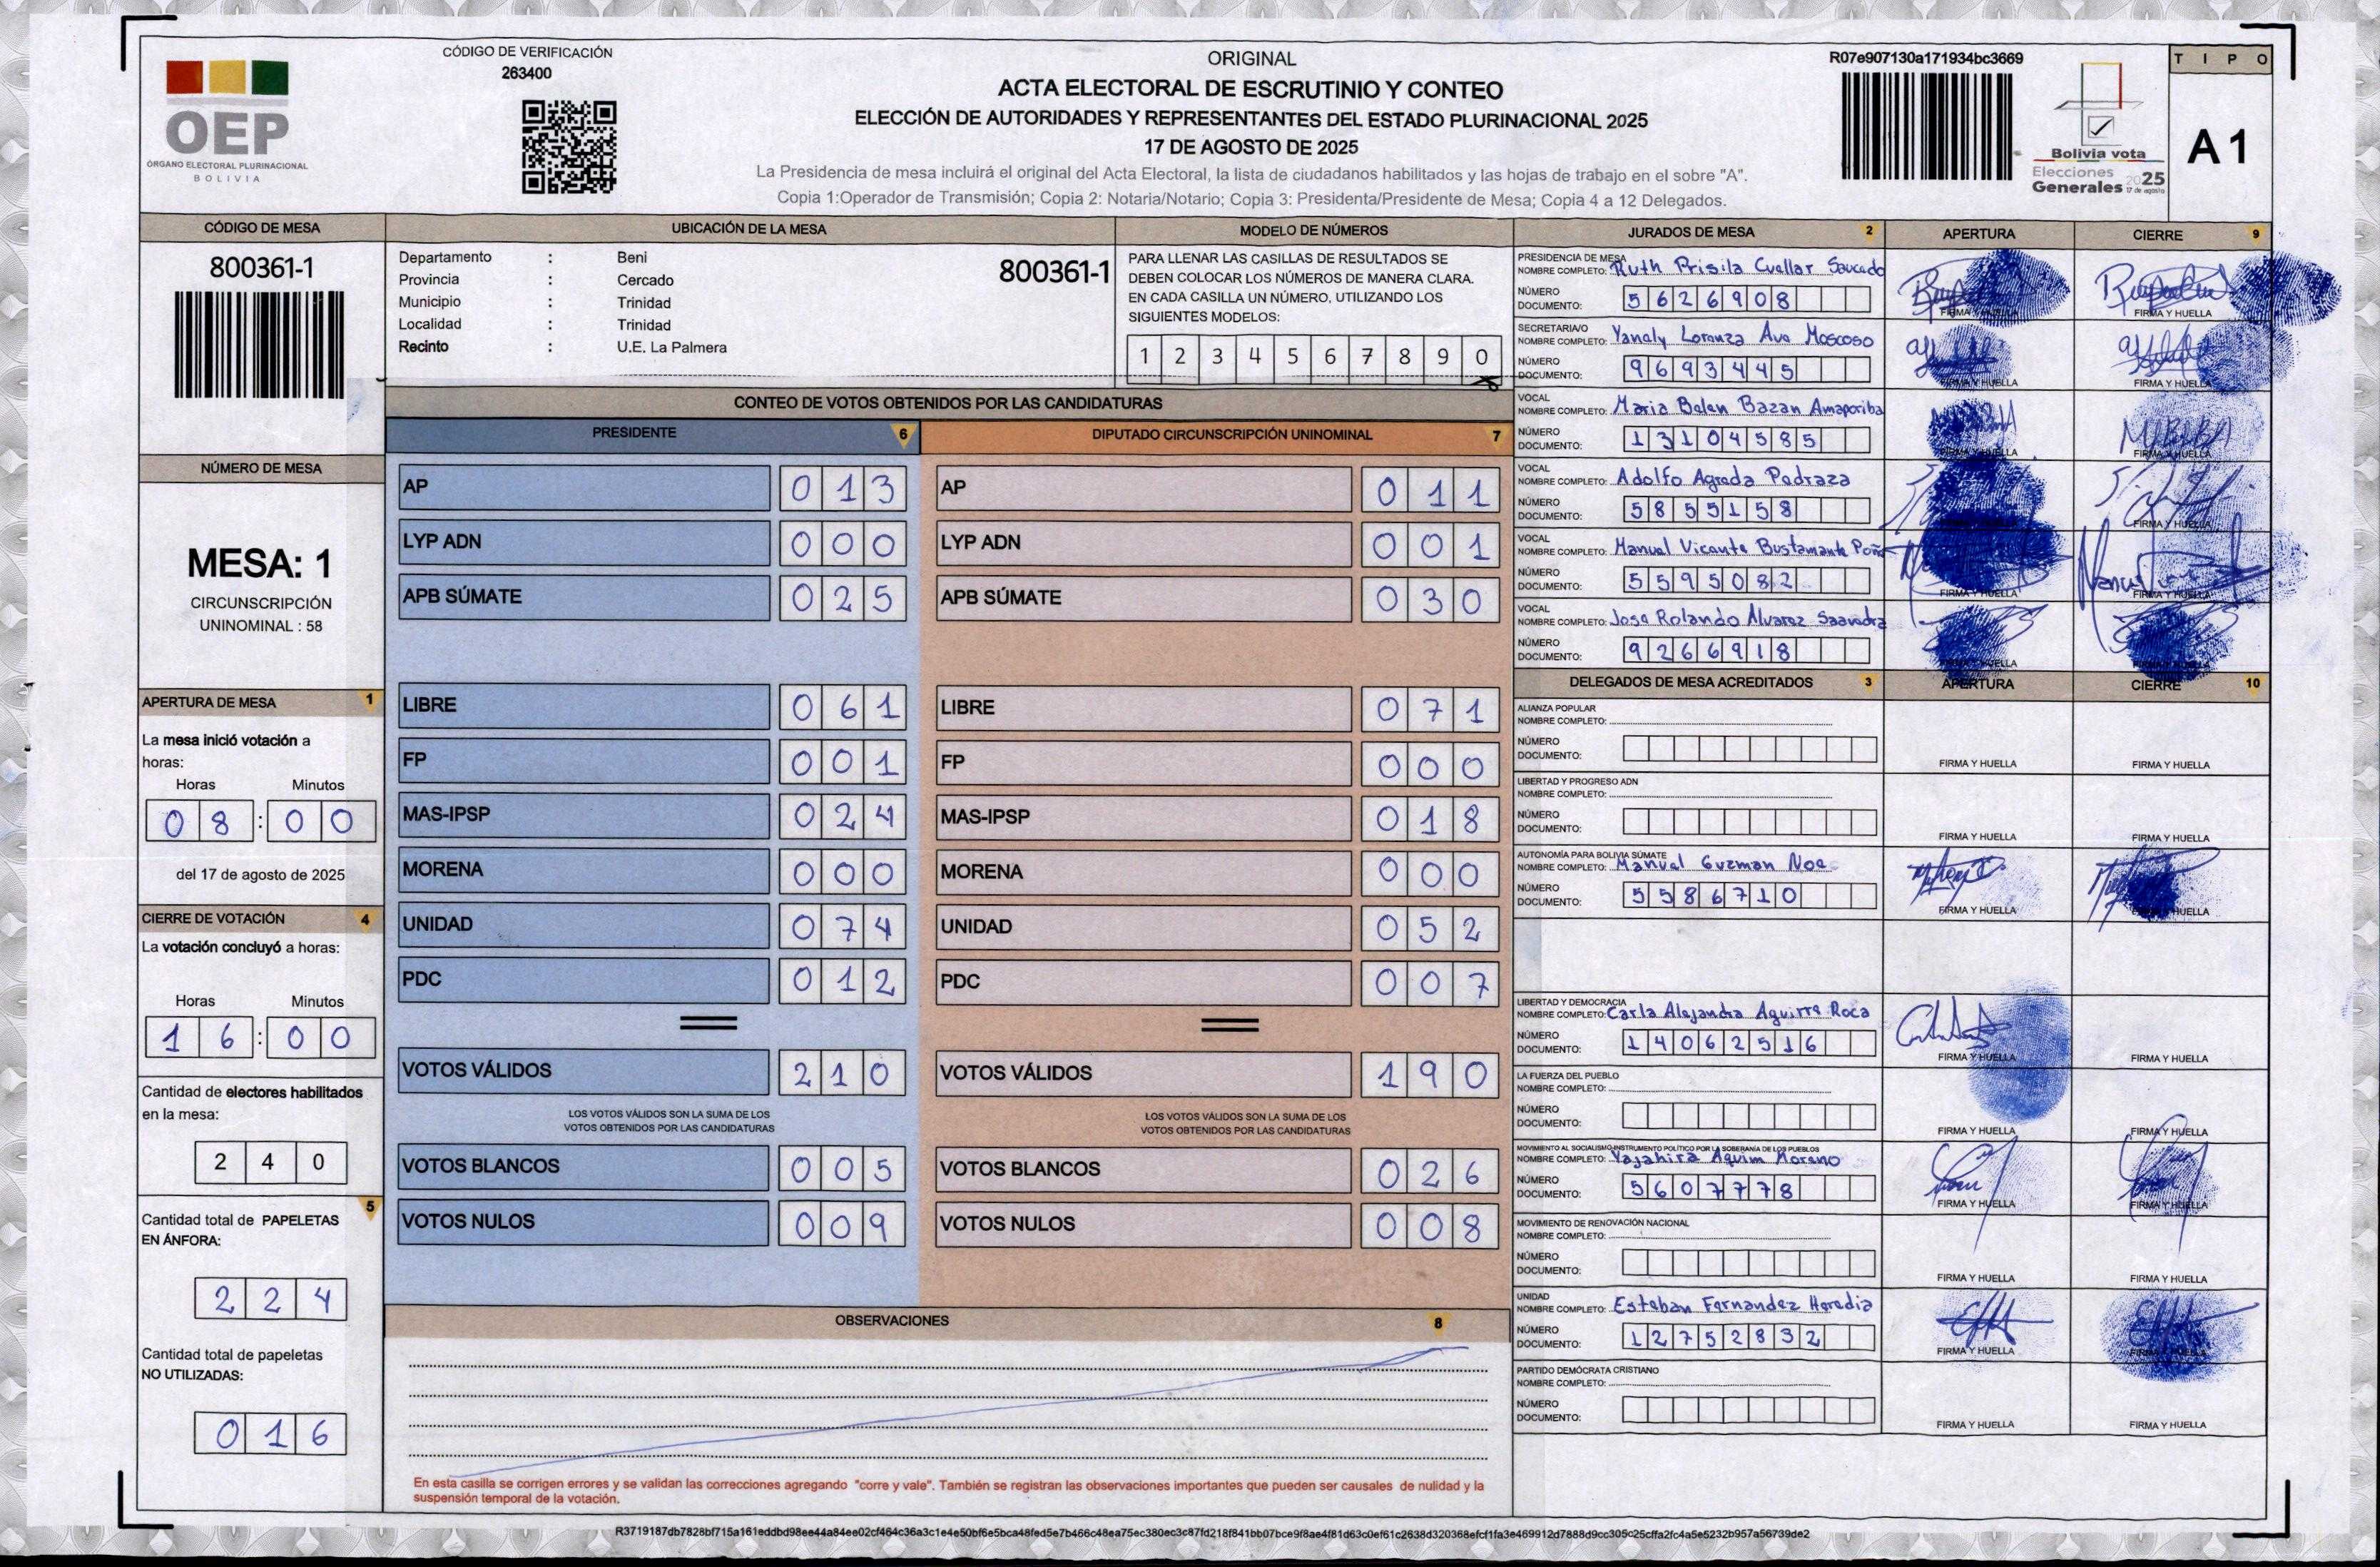 CÓDIGO DE VERIFICACIÓN
263400
OEP
ÓRGANO ELECTORAL PLURINACIONAL
BOLIVIA
ORIGINAL
ACTA ELECTORAL DE ESCRUTINIO Y CONTEO
ELECCIÓN DE AUTORIDADES Y REPRESENTANTES DEL ESTADO PLURINACIONAL 2025
17 DE AGOSTO DE 2025
La Presidencia de mesa incluirá el original del Acta Electoral, la lista de ciudadanos habilitados y las hojas de trabajo en el sobre "A".
Copia 1:Operador de Transmisión; Copia 2: Notaria/Notario; Copia 3: Presidenta/Presidente de Mesa; Copia 4 a 12 Delegados.
R07e907130a171934bc3669
Bolivia vota
Elecciones
Generales 2025
17 de agosto
TIPO
A1
CÓDIGO DE MESA
800361-1
NÚMERO DE MESA
MESA: 1
CIRCUNSCRIPCIÓN
UNINOMINAL : 58
APERTURA DE MESA 1
La mesa inició votación a
horas:
Horas Minutos
08:00
del 17 de agosto de 2025
CIERRE DE VOTACIÓN 4
La votación concluyó a horas:
Horas Minutos
16:00
Cantidad de electores habilitados
en la mesa:
240
5
Cantidad total de PAPELETAS
EN ÁNFORA:
224
Cantidad total de papeletas
NO UTILIZADAS:
016
UBICACIÓN DE LA MESA
Departamento : Beni
800361-1
Provincia : Cercado
Municipio : Trinidad
Localidad : Trinidad
Recinto : U.E. La Palmera
MODELO DE NÚMEROS
PARA LLENAR LAS CASILLAS DE RESULTADOS SE
DEBEN COLOCAR LOS NÚMEROS DE MANERA CLARA.
EN CADA CASILLA UN NÚMERO, UTILIZANDO LOS
SIGUIENTES MODELOS:
1 2 3 4 5 6 7 8 9 0
CONTEO DE VOTOS OBTENIDOS POR LAS CANDIDATURAS
PRESIDENTE 6
AP 013
LYP ADN 000
APB SÚMATE 025
LIBRE 061
FP 001
MAS-IPSP 024
MORENA 000
UNIDAD 074
PDC 012
VOTOS VÁLIDOS 210
LOS VOTOS VÁLIDOS SON LA SUMA DE LOS
VOTOS OBTENIDOS POR LAS CANDIDATURAS
VOTOS BLANCOS 005
VOTOS NULOS 009
DIPUTADO CIRCUNSCRIPCIÓN UNINOMINAL 7
AP 011
LYP ADN 001
APB SÚMATE 030
LIBRE 071
FP 000
MAS-IPSP 018
MORENA 000
UNIDAD 052
PDC 007
VOTOS VÁLIDOS 190
LOS VOTOS VÁLIDOS SON LA SUMA DE LOS
VOTOS OBTENIDOS POR LAS CANDIDATURAS
VOTOS BLANCOS 026
VOTOS NULOS 008
OBSERVACIONES 8
En esta casilla se corrigen errores y se validan las correcciones agregando "corre y vale". También se registran las observaciones importantes que pueden ser causales de nulidad y la
suspensión temporal de la votación.
JURADOS DE MESA 2 APERTURA CIERRE 9
PRESIDENCIA DE MESA
NOMBRE COMPLETO: Ruth Prisila Cuellar Saucedo
NÚMERO
DOCUMENTO: 5626908
FIRMA Y HUELLA FIRMA Y HUELLA
SECRETARIA/O
NOMBRE COMPLETO: Yanaly Lorenza Ave Moscoso
NÚMERO
DOCUMENTO: 9693445
FIRMA Y HUELLA FIRMA Y HUELLA
VOCAL
NOMBRE COMPLETO: Maria Belen Bazan Amaporiba
NÚMERO
DOCUMENTO: 13104585
FIRMA Y HUELLA FIRMA Y HUELLA
VOCAL
NOMBRE COMPLETO: Adolfo Agreda Pedraza
NÚMERO
DOCUMENTO: 5855158
FIRMA Y HUELLA
VOCAL
NOMBRE COMPLETO: Manuel Vicente Bustamante Peña
NÚMERO
DOCUMENTO: 5595082
FIRMA Y HUELLA FIRMA Y HUELLA
VOCAL
NOMBRE COMPLETO: Jose Rolando Alvarez Saavedra
NÚMERO
DOCUMENTO: 9266918
FIRMA Y HUELLA FIRMA Y HUELLA
DELEGADOS DE MESA ACREDITADOS 3 APERTURA CIERRE 10
ALIANZA POPULAR
NOMBRE COMPLETO:
NÚMERO
DOCUMENTO:
FIRMA Y HUELLA FIRMA Y HUELLA
LIBERTAD Y PROGRESO ADN
NOMBRE COMPLETO:
NÚMERO
DOCUMENTO:
FIRMA Y HUELLA FIRMA Y HUELLA
AUTONOMÍA PARA BOLIVIA SÚMATE
NOMBRE COMPLETO: Manuel Guzman Noe
NÚMERO
DOCUMENTO: 5586710
FIRMA Y HUELLA FIRMA Y HUELLA
LIBERTAD Y DEMOCRACIA
NOMBRE COMPLETO: Carla Alejandra Aguirre Roca
NÚMERO
DOCUMENTO: 14062516
FIRMA Y HUELLA FIRMA Y HUELLA
LA FUERZA DEL PUEBLO
NOMBRE COMPLETO:
NÚMERO
DOCUMENTO:
FIRMA Y HUELLA FIRMA Y HUELLA
MOVIMIENTO AL SOCIALISMO-INSTRUMENTO POLÍTICO POR LA SOBERANÍA DE LOS PUEBLOS
NOMBRE COMPLETO: Yajahira Aquim Moreno
NÚMERO
DOCUMENTO: 5607778
FIRMA Y HUELLA FIRMA Y HUELLA
MOVIMIENTO DE RENOVACIÓN NACIONAL
NOMBRE COMPLETO:
NÚMERO
DOCUMENTO:
FIRMA Y HUELLA FIRMA Y HUELLA
UNIDAD
NOMBRE COMPLETO: Esteban Fernandez Heredia
NÚMERO
DOCUMENTO: 12752832
FIRMA Y HUELLA FIRMA Y HUELLA
PARTIDO DEMÓCRATA CRISTIANO
NOMBRE COMPLETO:
NÚMERO
DOCUMENTO:
FIRMA Y HUELLA FIRMA Y HUELLA